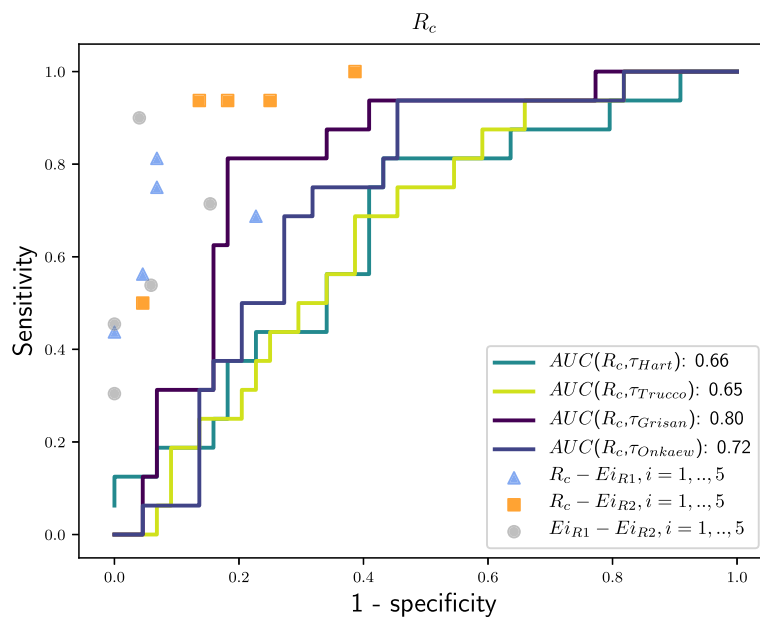 R_c
Sensitivity
1.0
0.8
0.6
0.4
0.2
0.0
AUC(R_c,τ_Hart): 0.66
AUC(R_c,τ_Trucco): 0.65
AUC(R_c,τ_Grisan): 0.80
AUC(R_c,τ_Onkaew): 0.72
R_c − Ei_R1, i = 1, .., 5
R_c − Ei_R2, i = 1, .., 5
Ei_R1 − Ei_R2, i = 1, .., 5
0.0 0.2 0.4 0.6 0.8 1.0
1 - specificity